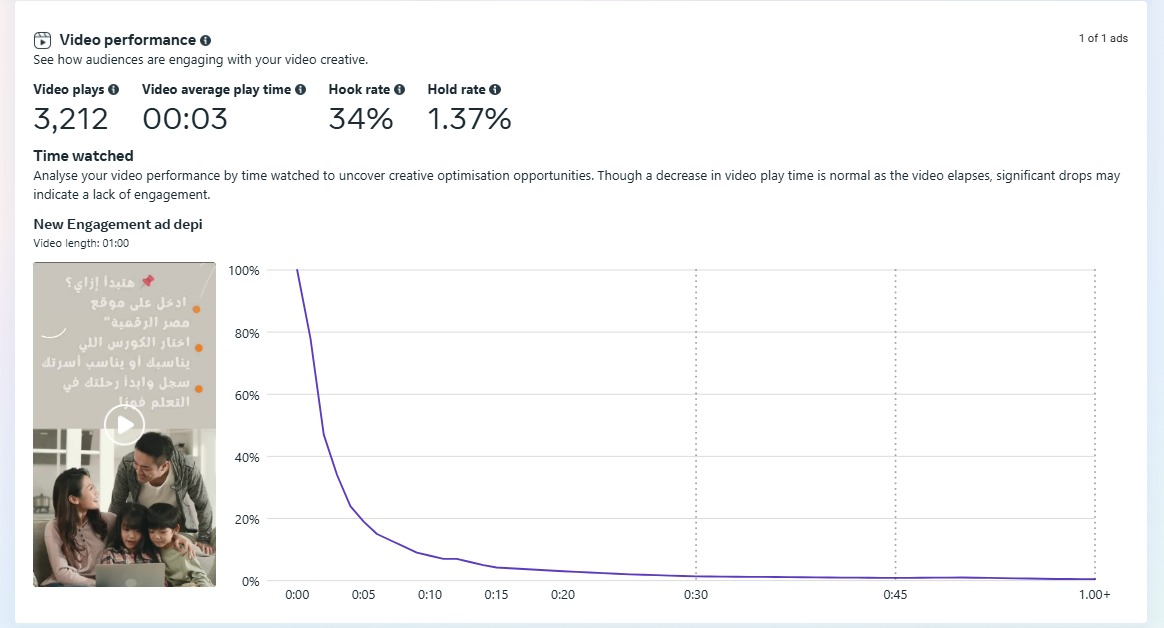 Video performance
1 of 1 ads
See how audiences are engaging with your video creative.
Video plays
Video average play time
Hook rate
Hold rate
3,212
00:03
34%
1.37%
Time watched
Analyse your video performance by time watched to uncover creative optimisation opportunities. Though a decrease in video play time is normal as the video elapses, significant drops may
indicate a lack of engagement.
New Engagement ad depi
Video length: 01:00
هتبدأ إزاي؟
ادخل على موقع
مصر الرقمية"
اختار الكورس اللي
يناسبك أو يناسب أسرتك
سجل وابدأ رحلتك في
التعلم فورًا
100%
80%
60%
40%
20%
0%
0:00
0:05
0:10
0:15
0:20
0:30
0:45
1.00+